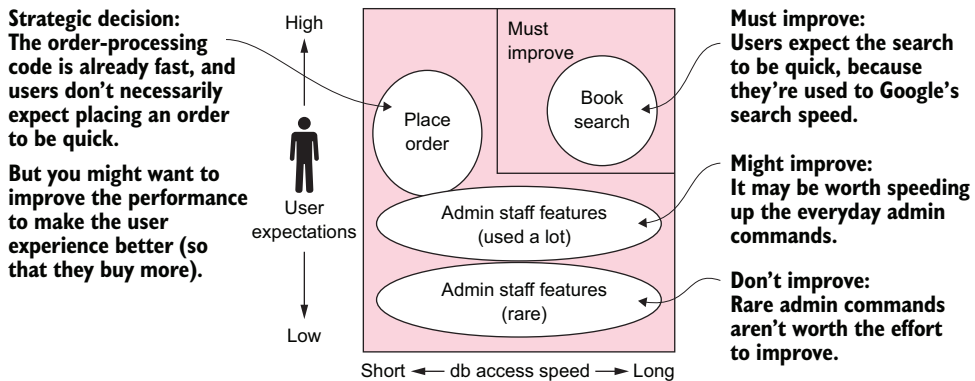 Strategic decision:
The order-processing
code is already fast, and
users don't necessarily
expect placing an order
to be quick.
But you might want to
improve the performance
to make the user
experience better (so
that they buy more).
High
User
expectations
Low
Must
improve
Place
order
Book
search
Admin staff features
(used a lot)
Admin staff features
(rare)
Short db access speed Long
Must improve:
Users expect the search
to be quick, because
they're used to Google's
search speed.
Might improve:
It may be worth speeding
up the everyday admin
commands.
Don't improve:
Rare admin commands
aren't worth the effort
to improve.